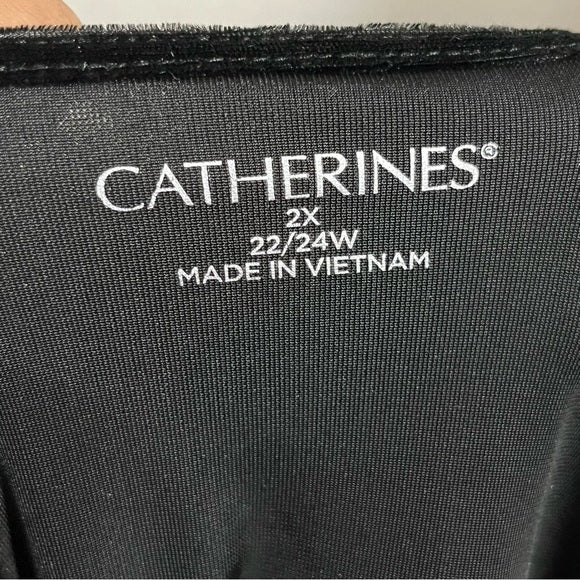 CATHERINES®
2X
22/24W
MADE IN VIETNAM